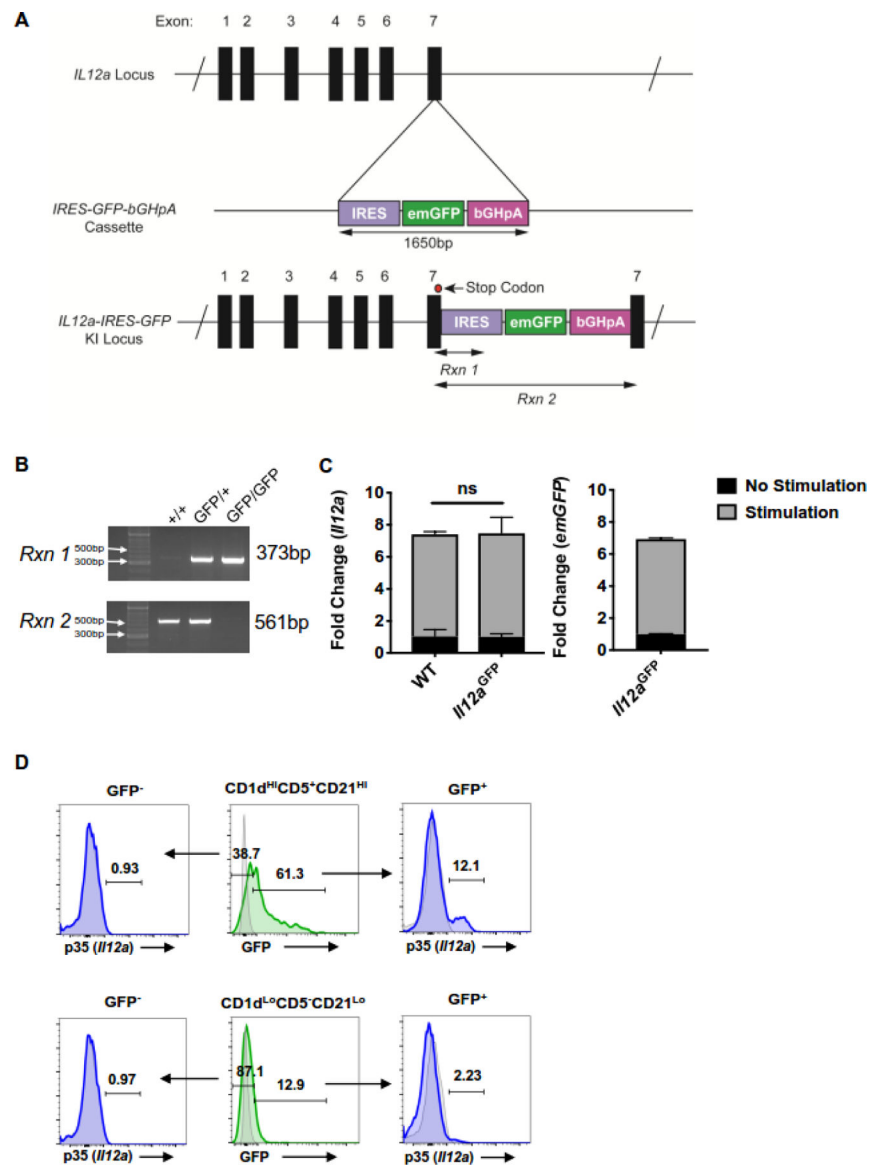 A
Exon: 1 2 3 4 5 6 7
IL12a Locus
IRES-GFP-bGHpA
Cassette
IRES emGFP bGHpA
1650bp
1 2 3 4 5 6 7 7
Stop Codon
IL12a-IRES-GFP
KI Locus
IRES emGFP bGHpA
Rxn 1
Rxn 2
B
+/+ GFP/+ GFP/GFP
Rxn 1 500bp 373bp
300bp
Rxn 2 500bp 561bp
300bp
C
Fold Change (Il12a)
10
8
6
4
2
0
ns
WT Il12aGFP
Fold Change (emGFP)
10
8
6
4
2
0
Il12aGFP
No Stimulation
Stimulation
D
GFP- CD1dHICD5+CD21HI GFP+
0.93 38.7 61.3 12.1
p35 (Il12a) GFP p35 (Il12a)
GFP- CD1dLoCD5-CD21Lo GFP+
0.97 87.1 12.9 2.23
p35 (Il12a) GFP p35 (Il12a)